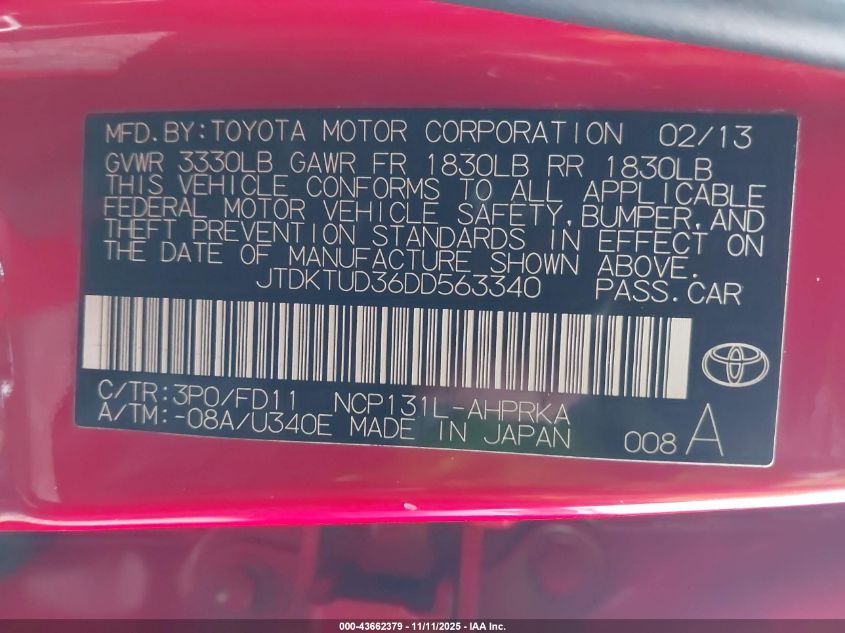 MFD.BY:TOYOTA MOTOR CORPORATION 02/13
GVWR 3330LB GAWR FR 1830LB RR 1830LB
THIS VEHICLE CONFORMS TO ALL APPLICABLE
FEDERAL MOTOR VEHICLE SAFETY, BUMPER, AND
THEFT PREVENTION STANDARDS IN EFFECT ON
THE DATE OF MANUFACTURE SHOWN ABOVE.
JTDKTUD36DD563340 PASS.CAR
C/TR:3P0/FD11 NCP131L-AHPRKA
A/TM:-08A/U340E MADE IN JAPAN 008 A
000-43662379 - 11/11/2025 - IAA Inc.